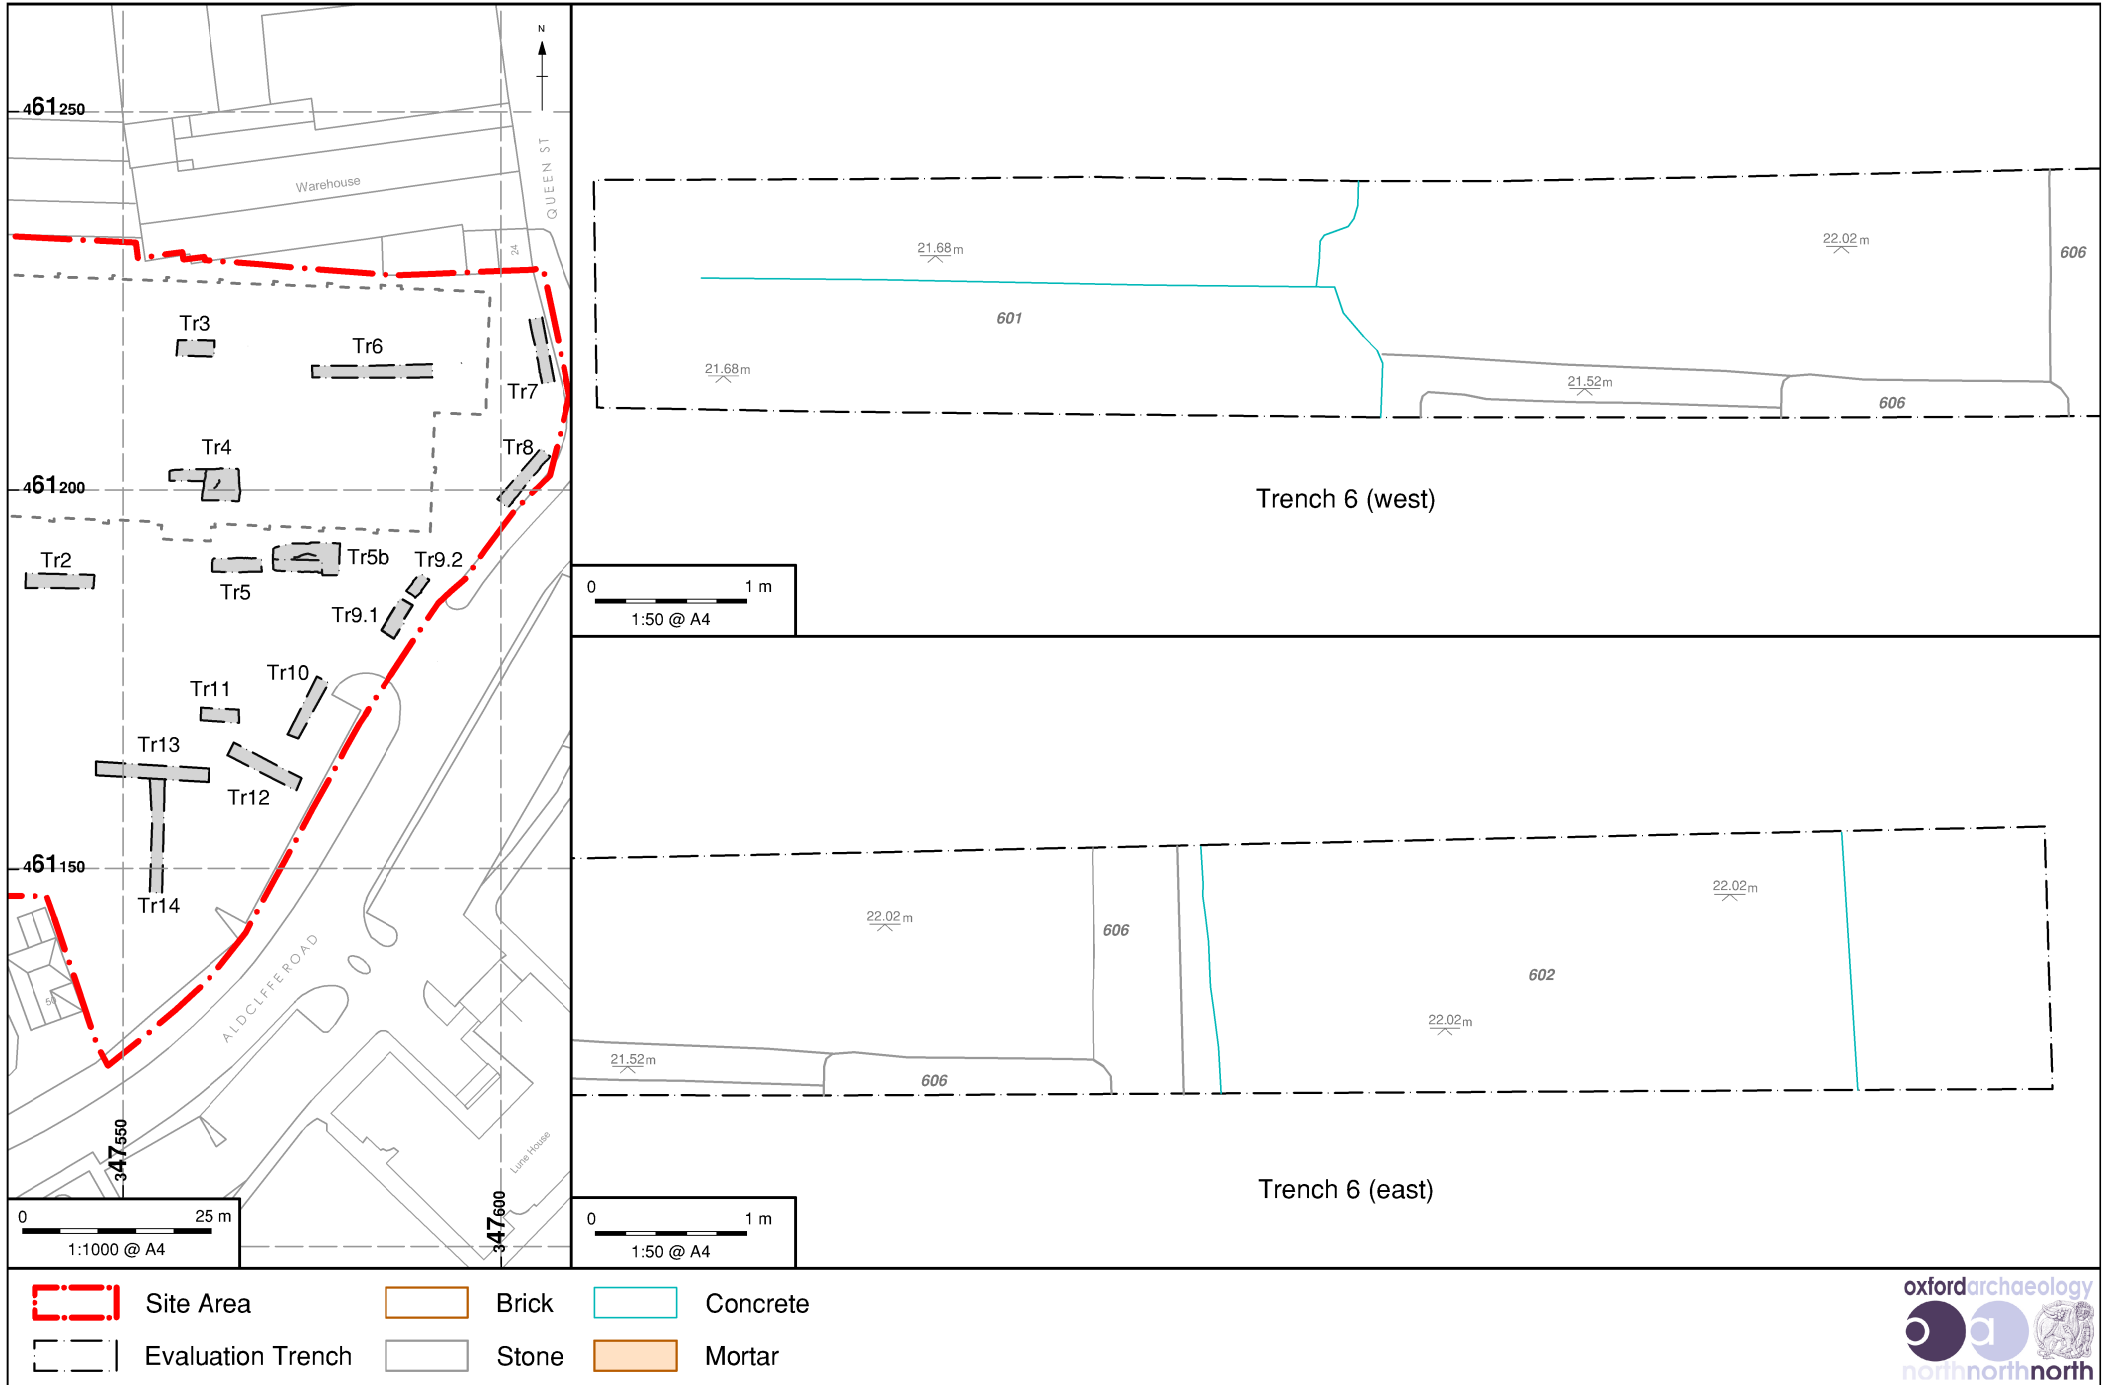 N
461250
QUEEN ST
Warehouse
24
Tr3
Tr6
Tr7
Tr4
Tr8
461200
Tr2
Tr5
Tr5b
Tr9.2
Tr9.1
Tr10
Tr11
Tr13
Tr12
461150
Tr14
ALDCLFFEROAD
50
Lune House
347550
347600
0 25 m
1:1000 @ A4
21.68m
22.02m
606
601
21.68m
21.52m
606
Trench 6 (west)
0 1 m
1:50 @ A4
22.02m
22.02m
606
602
22.02m
21.52m
606
Trench 6 (east)
0 1 m
1:50 @ A4
Site Area
Brick
Concrete
Evaluation Trench
Stone
Mortar
oxfordarchaeology
oa
northnorthnorth